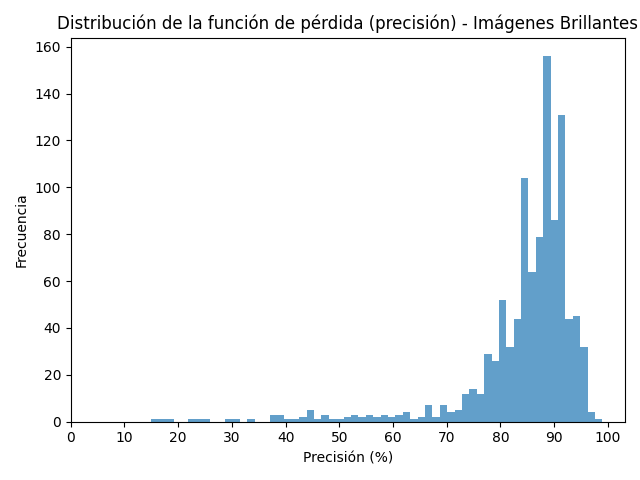 Distribución de la función de pérdida (precisión) - Imágenes Brillantes
160
140
120
100
80
60
40
20
0
Frecuencia
0 10 20 30 40 50 60 70 80 90 100
Precisión (%)